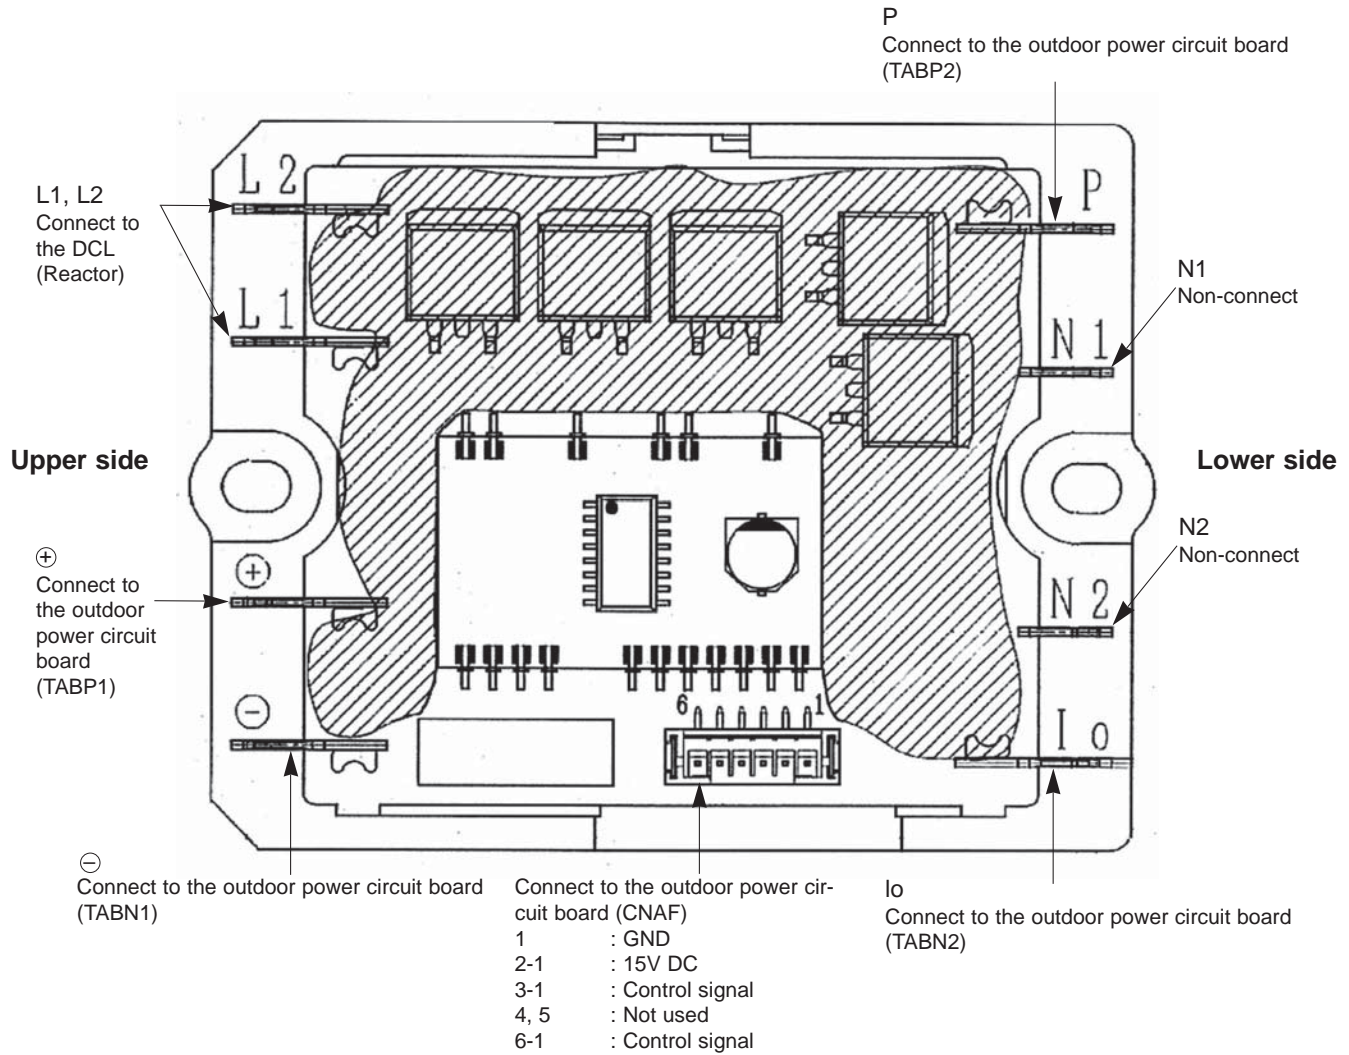 P
Connect to the outdoor power circuit board
(TABP2)
L1, L2
Connect to
the DCL
(Reactor)
L 2
L 1
P
N1
Non-connect
N 1
Upper side
Lower side
N2
Non-connect
N 2
⊕
Connect to
the outdoor
power circuit
board
(TABP1)
⊕
⊖
6
1
I o
⊖
Connect to the outdoor power circuit board
(TABN1)
Connect to the outdoor power cir-
cuit board (CNAF)
1 : GND
2-1 : 15V DC
3-1 : Control signal
4, 5 : Not used
6-1 : Control signal
Io
Connect to the outdoor power circuit board
(TABN2)